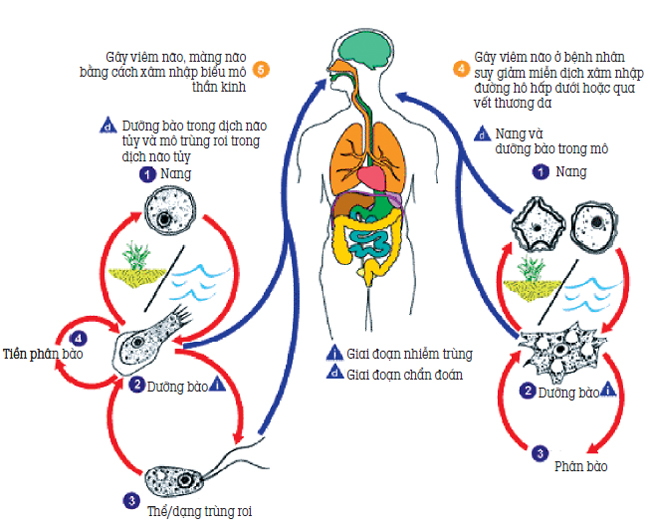 Gây viêm não, màng não
bằng cách xâm nhập biểu mô
thần kinh
5
d Dưỡng bào trong dịch não
tủy và mô trùng roi trong
dịch não tủy
1 Nang
4
Tiền phân bào
2 Dưỡng bào i
3
Thể/dạng trùng roi
4
Gây viêm não ở bệnh nhân
suy giảm miễn dịch xâm nhập
đường hô hấp dưới hoặc qua
vết thương da
d Nang và
dưỡng bào trong mô
1 Nang
2 Dưỡng bào i
3
Phân bào
i Giai đoạn nhiễm trùng
d Giai đoạn chẩn đoán